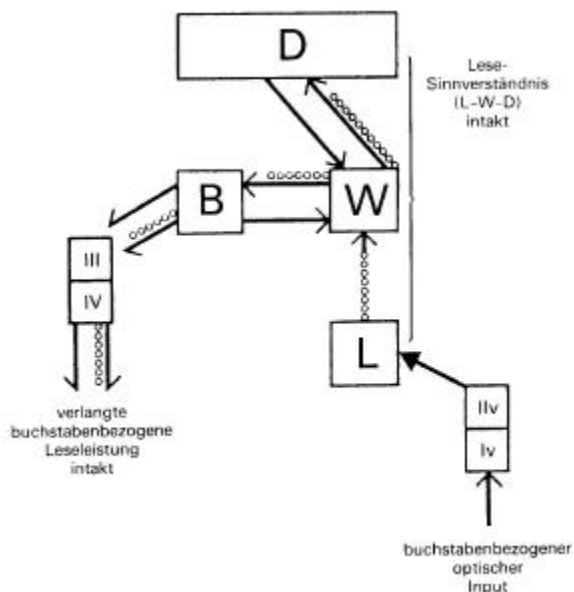 D
Lese-
Sinnverständnis
(L-W-D)
intakt
B
W
III
IV
L
verlangte
buchstabenbezogene
Leseleistung
intakt
IIv
Iv
buchstabenbezogener
optischer
Input